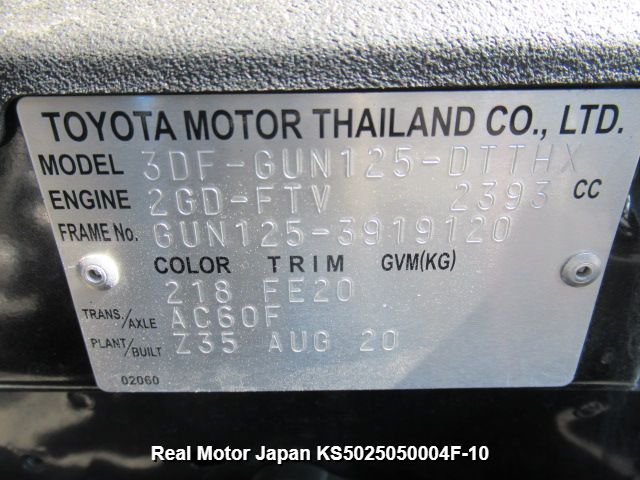 TOYOTA MOTOR THAILAND CO., LTD.
MODEL 3DF-GUN125-DTTHX
ENGINE 2GD-FTV 2393 CC
FRAME No. GUN125-3919120
COLOR TRIM GVM(KG)
218 FE20
TRANS./AXLE AC60F
PLANT/BUILT Z35 AUG 20
02060
Real Motor Japan KS5025050004F-10